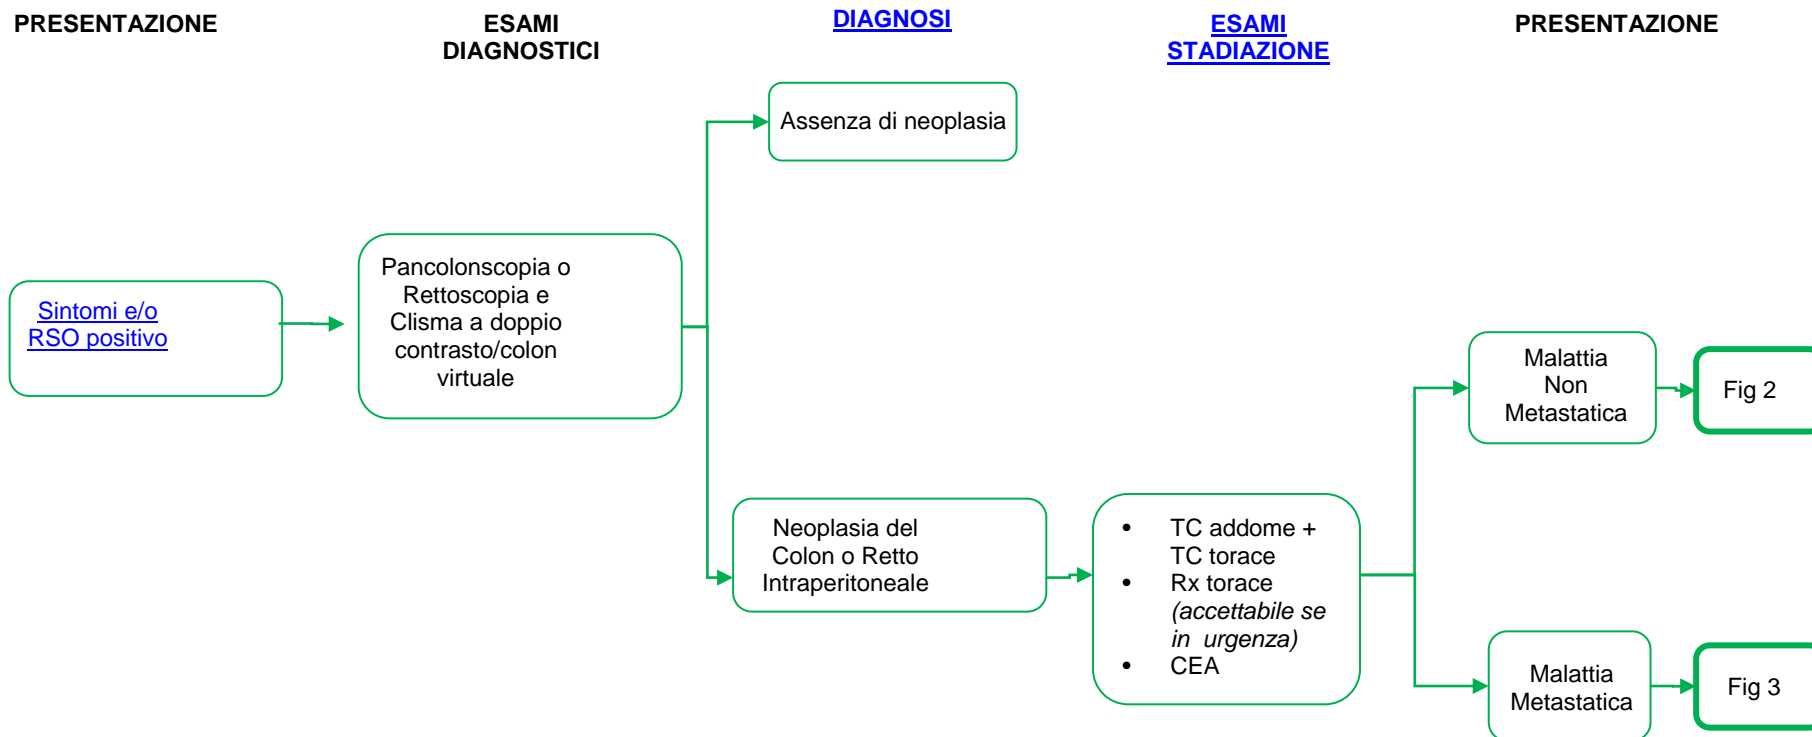 PRESENTAZIONE
ESAMI
DIAGNOSTICI
DIAGNOSI
ESAMI
STADIAZIONE
PRESENTAZIONE
Assenza di neoplasia
Sintomi e/o
RSO positivo
Pancolonscopia o
Rettoscopia e
Clisma a doppio
contrasto/colon
virtuale
Neoplasia del
Colon o Retto
Intraperitoneale
• TC addome +
TC torace
• Rx torace
(accettabile se
in urgenza)
• CEA
Malattia
Non
Metastatica
Fig 2
Malattia
Metastatica
Fig 3